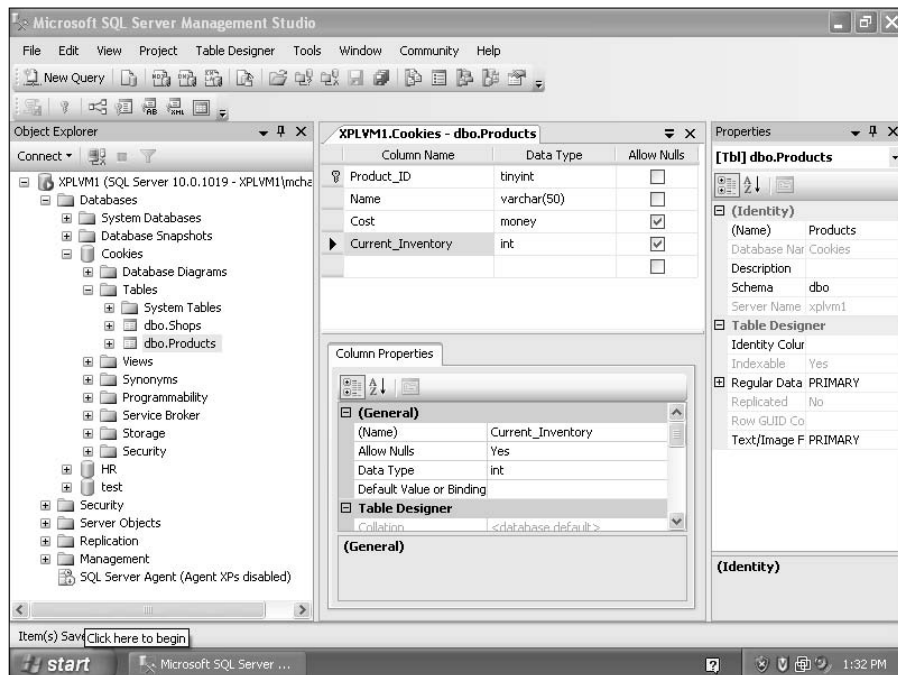 Microsoft SQL Server Management Studio
File Edit View Project Table Designer Tools Window Community Help
New Query
Object Explorer
Connect
XPLVM1 (SQL Server 10.0.1019 - XPLVM1\mcha
Databases
System Databases
Database Snapshots
Cookies
Database Diagrams
Tables
System Tables
dbo.Shops
dbo.Products
Views
Synonyms
Programmability
Service Broker
Storage
Security
HR
test
Security
Server Objects
Replication
Management
SQL Server Agent (Agent XPs disabled)
XPLVM1.Cookies - dbo.Products
Column Name Data Type Allow Nulls
Product_ID tinyint
Name varchar(50)
Cost money
Current_Inventory int
Column Properties
(General)
(Name) Current_Inventory
Allow Nulls Yes
Data Type int
Default Value or Binding
Table Designer
Collation <database default>
(General)
Properties
[Tbl] dbo.Products
(Identity)
(Name) Products
Database Nar Cookies
Description
Schema dbo
Server Name xplvm1
Table Designer
Identity Colur
Indexable Yes
Regular Data PRIMARY
Replicated No
Row GUID Co
Text/Image F PRIMARY
(Identity)
Item(s) Save
Click here to begin
start
Microsoft SQL Server ...
1:32 PM